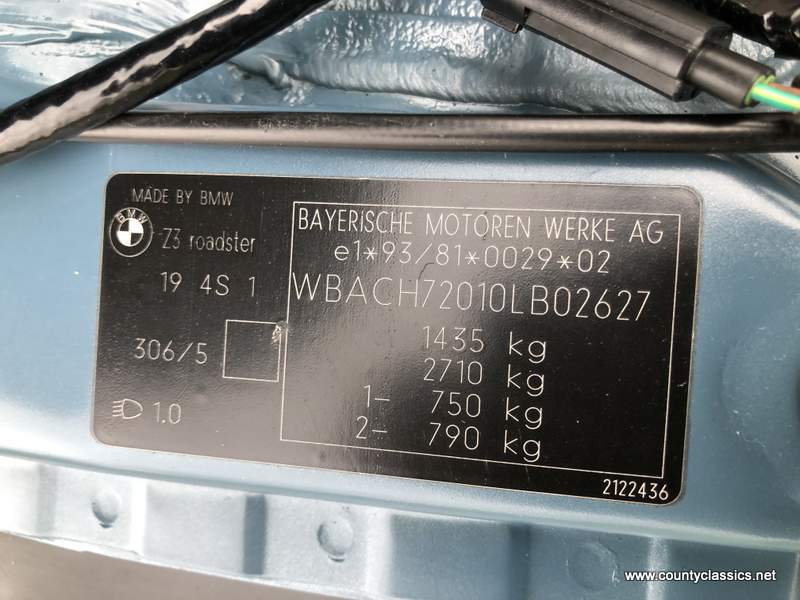 MADE BY BMW
BMW
Z3 roadster
19 4S 1
306/5
1.0
BAYERISCHE MOTOREN WERKE AG
e1*93/81*0029*02
WBACH72010LB02627
1435 kg
2710 kg
1- 750 kg
2- 790 kg
2122436
www.countyclassics.net